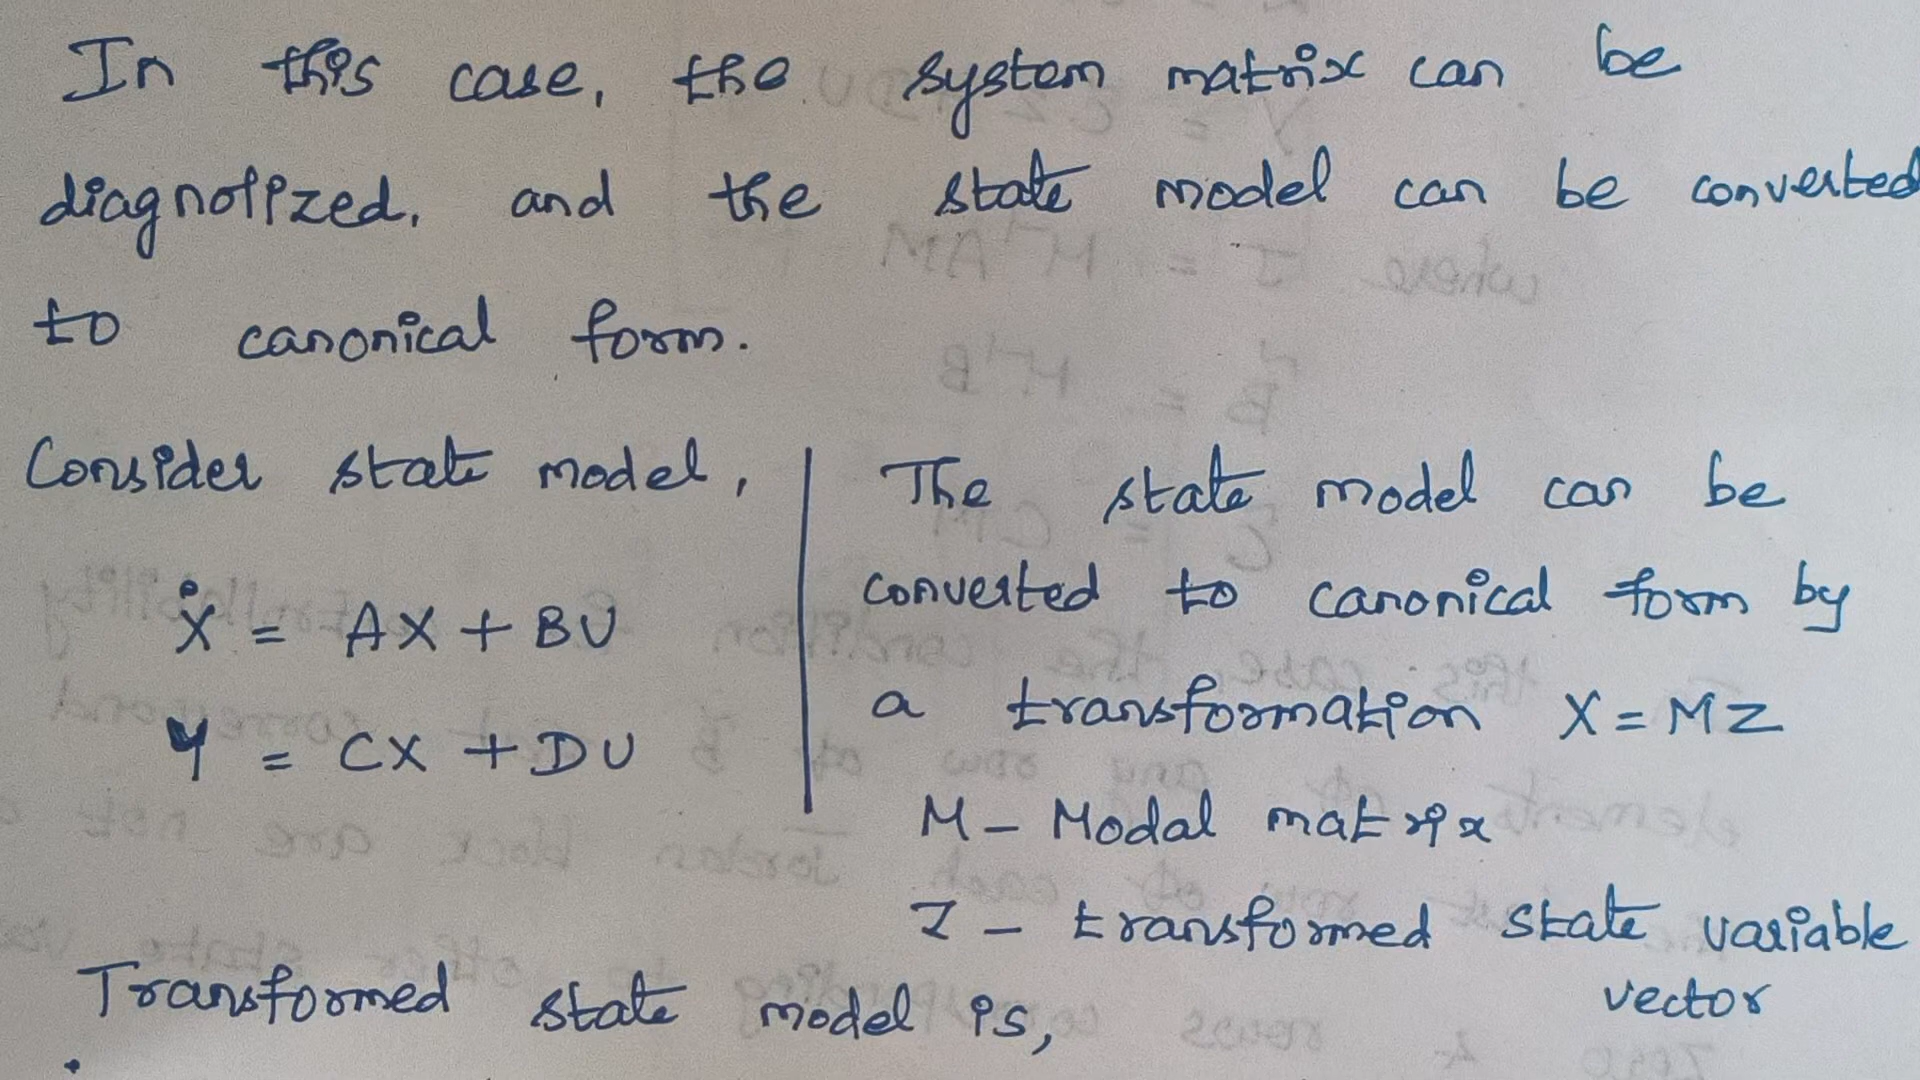 In this case, the system matrix can be
diagnolized, and the state model can be converted
to canonical form.
Consider state model,
Ẋ = AX + BU
Y = CX + DU
The state model can be
converted to canonical form by
a transformation X = MZ
M - Modal matrix
Z - transformed state variable
vector
Transformed state model is,